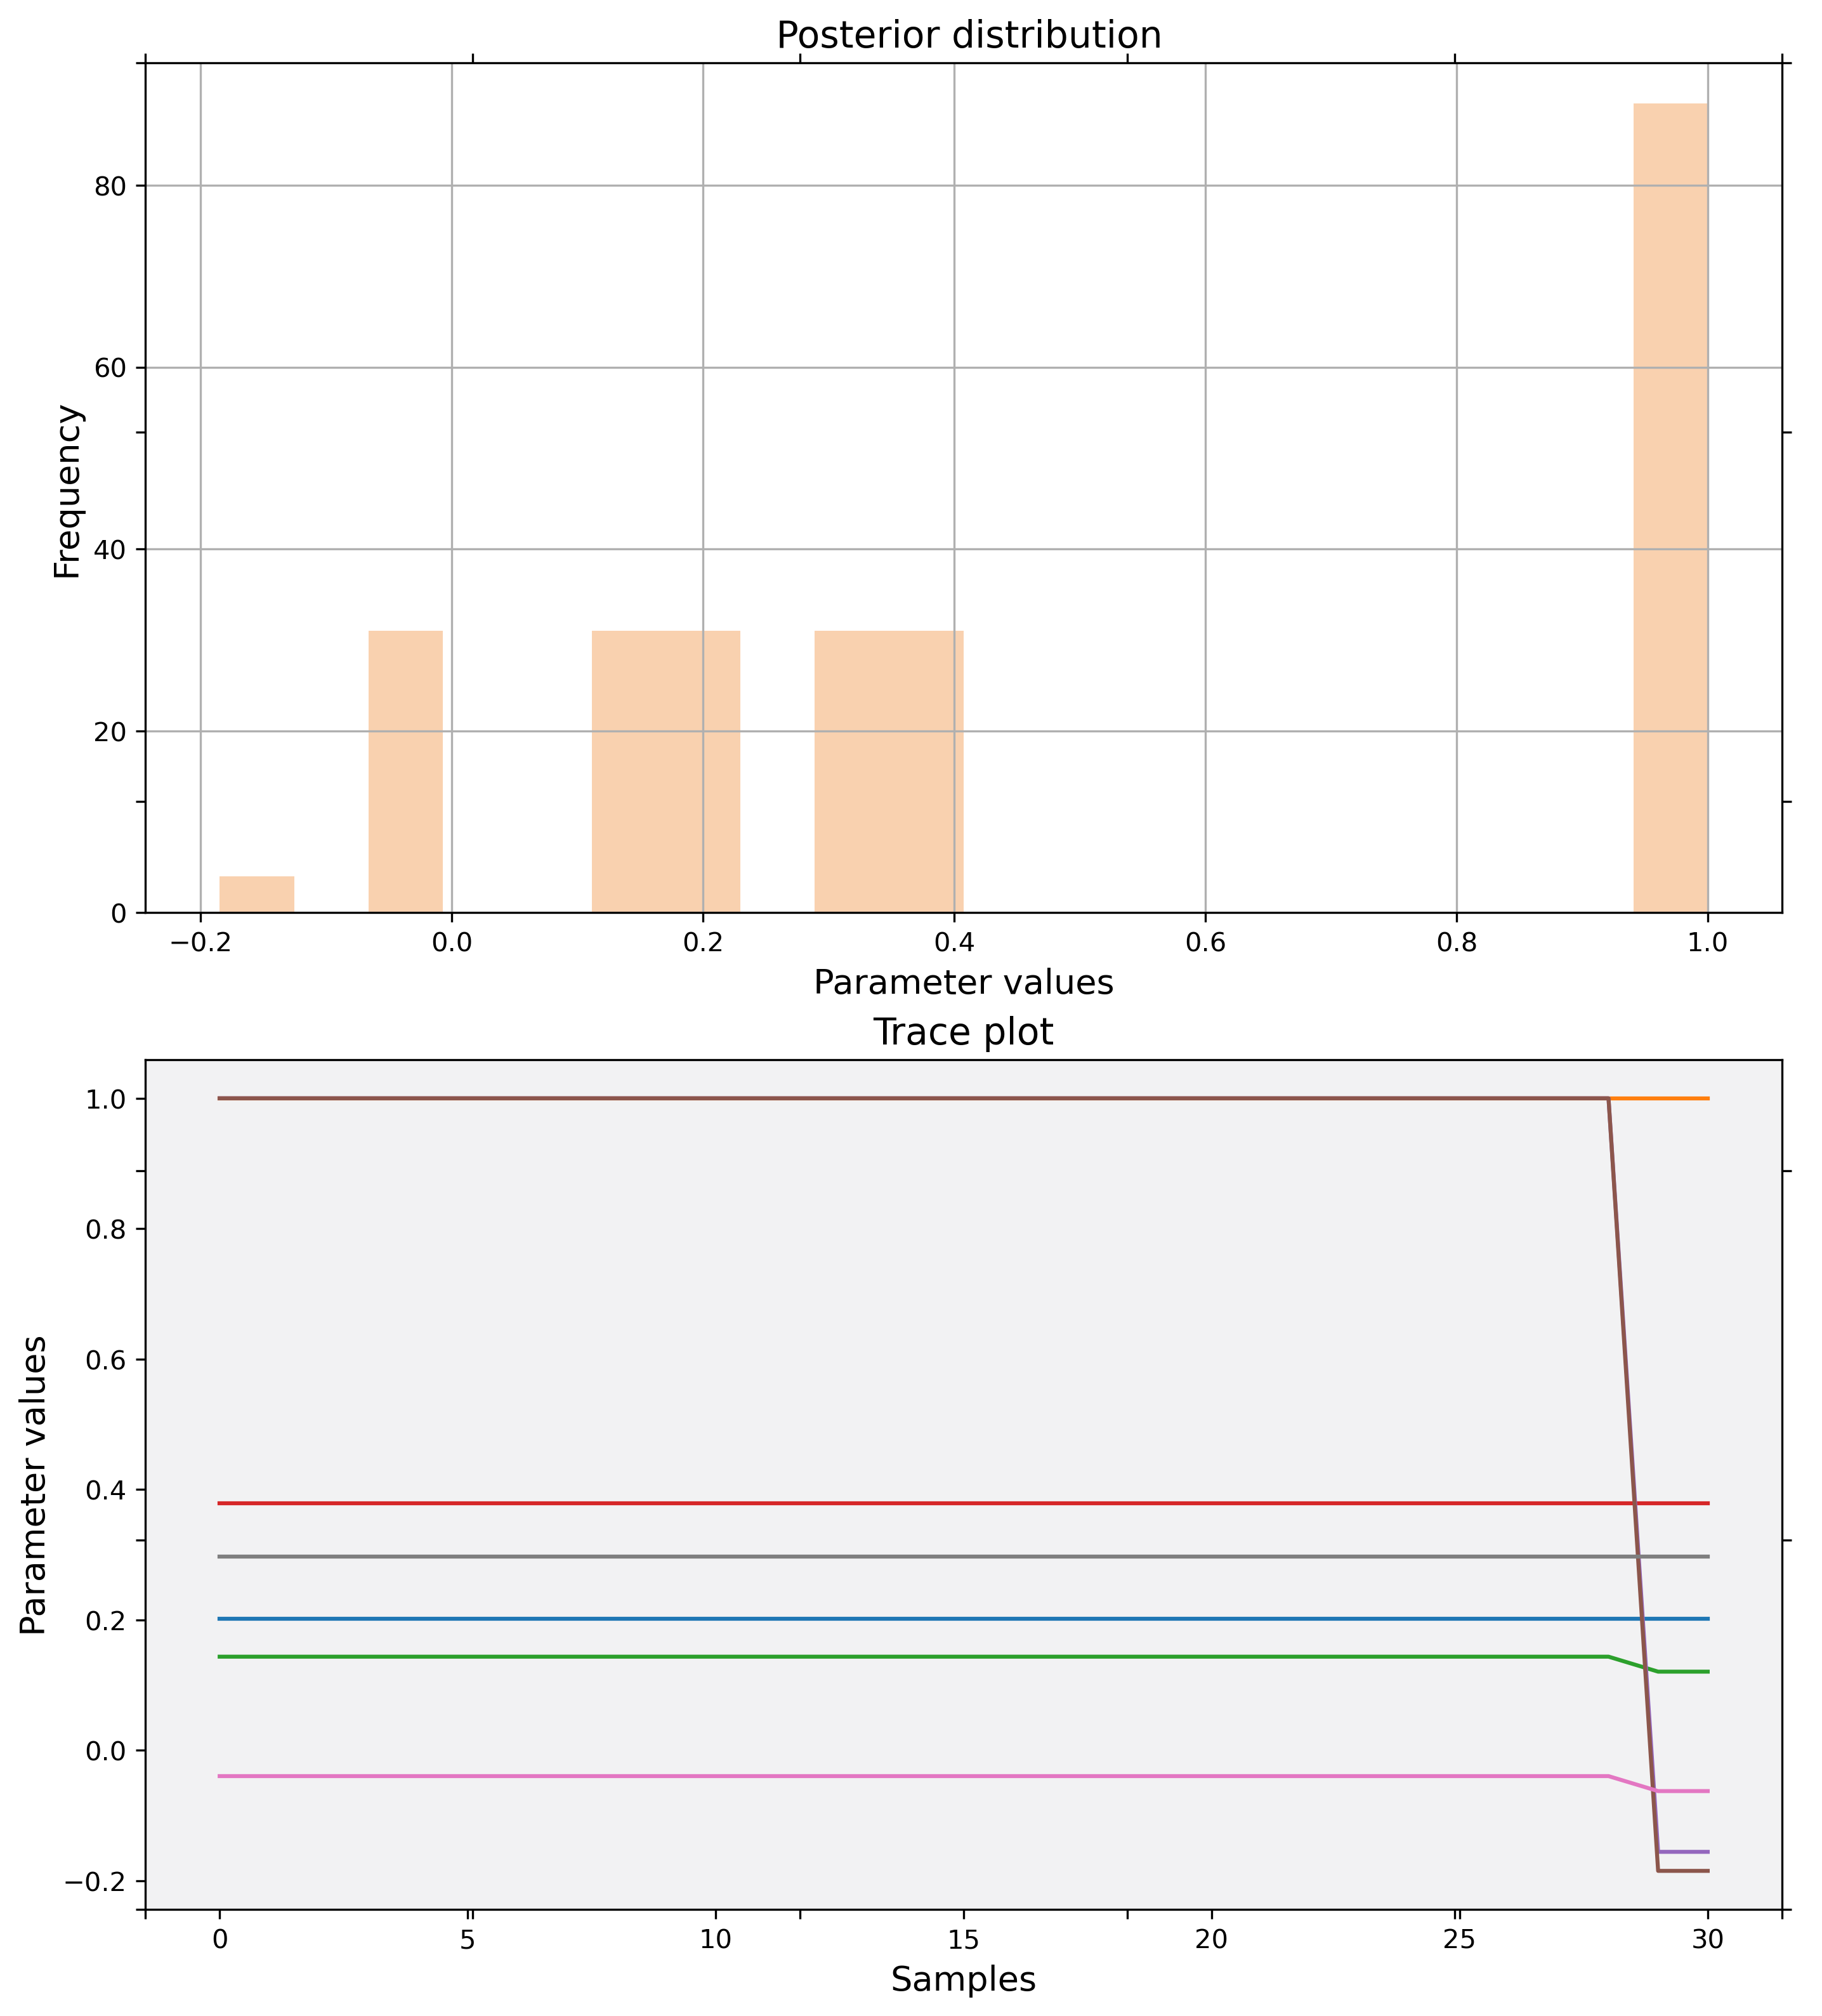 Posterior distribution
80
60
40
20
0
Frequency
−0.2 0.0 0.2 0.4 0.6 0.8 1.0
Parameter values
Trace plot
1.0
0.8
0.6
0.4
0.2
0.0
−0.2
Parameter values
0 5 10 15 20 25 30
Samples